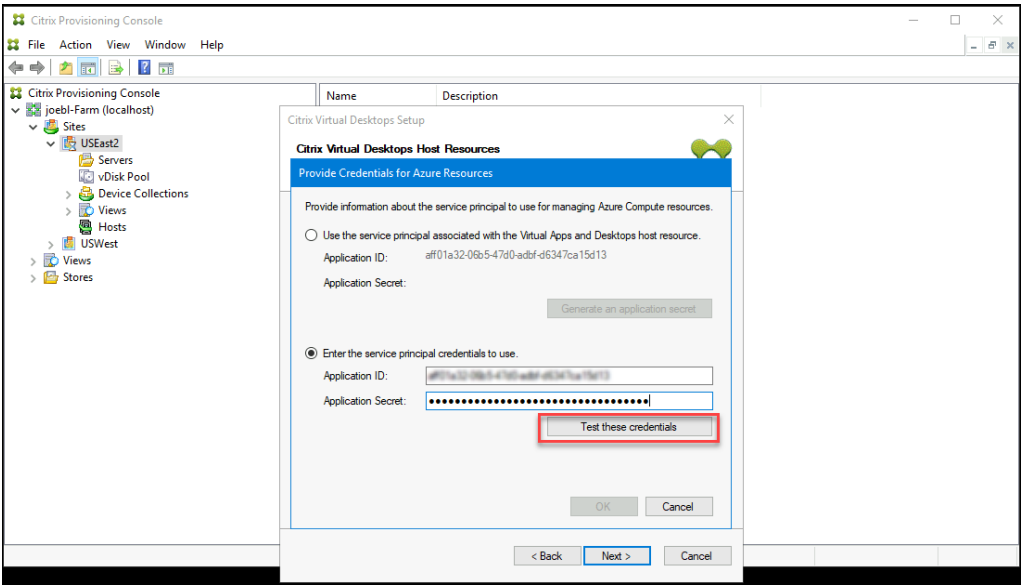 Citrix Provisioning Console
File Action View Window Help
Citrix Provisioning Console
joebl-Farm (localhost)
Sites
USEast2
Servers
vDisk Pool
Device Collections
Views
Hosts
USWest
Views
Stores
Name Description
Citrix Virtual Desktops Setup
Citrix Virtual Desktops Host Resources
Provide Credentials for Azure Resources
Provide information about the service principal to use for managing Azure Compute resources.
Use the service principal associated with the Virtual Apps and Desktops host resource.
Application ID: aff01a32-06b5-47d0-adbf-d6347ca15d13
Application Secret:
Generate an application secret
Enter the service principal credentials to use.
Application ID:
Application Secret:
Test these credentials
OK Cancel
< Back Next > Cancel